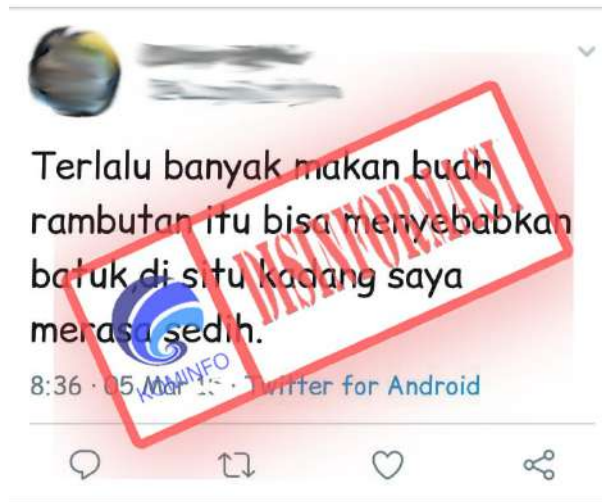 Terlalu banyak makan buah
rambutan itu bisa menyebabkan
batuk,di situ kadang saya
merasa sedih.
DISINFORMASI
KOMINFO
8:36 · 05 Mar · Twitter for Android